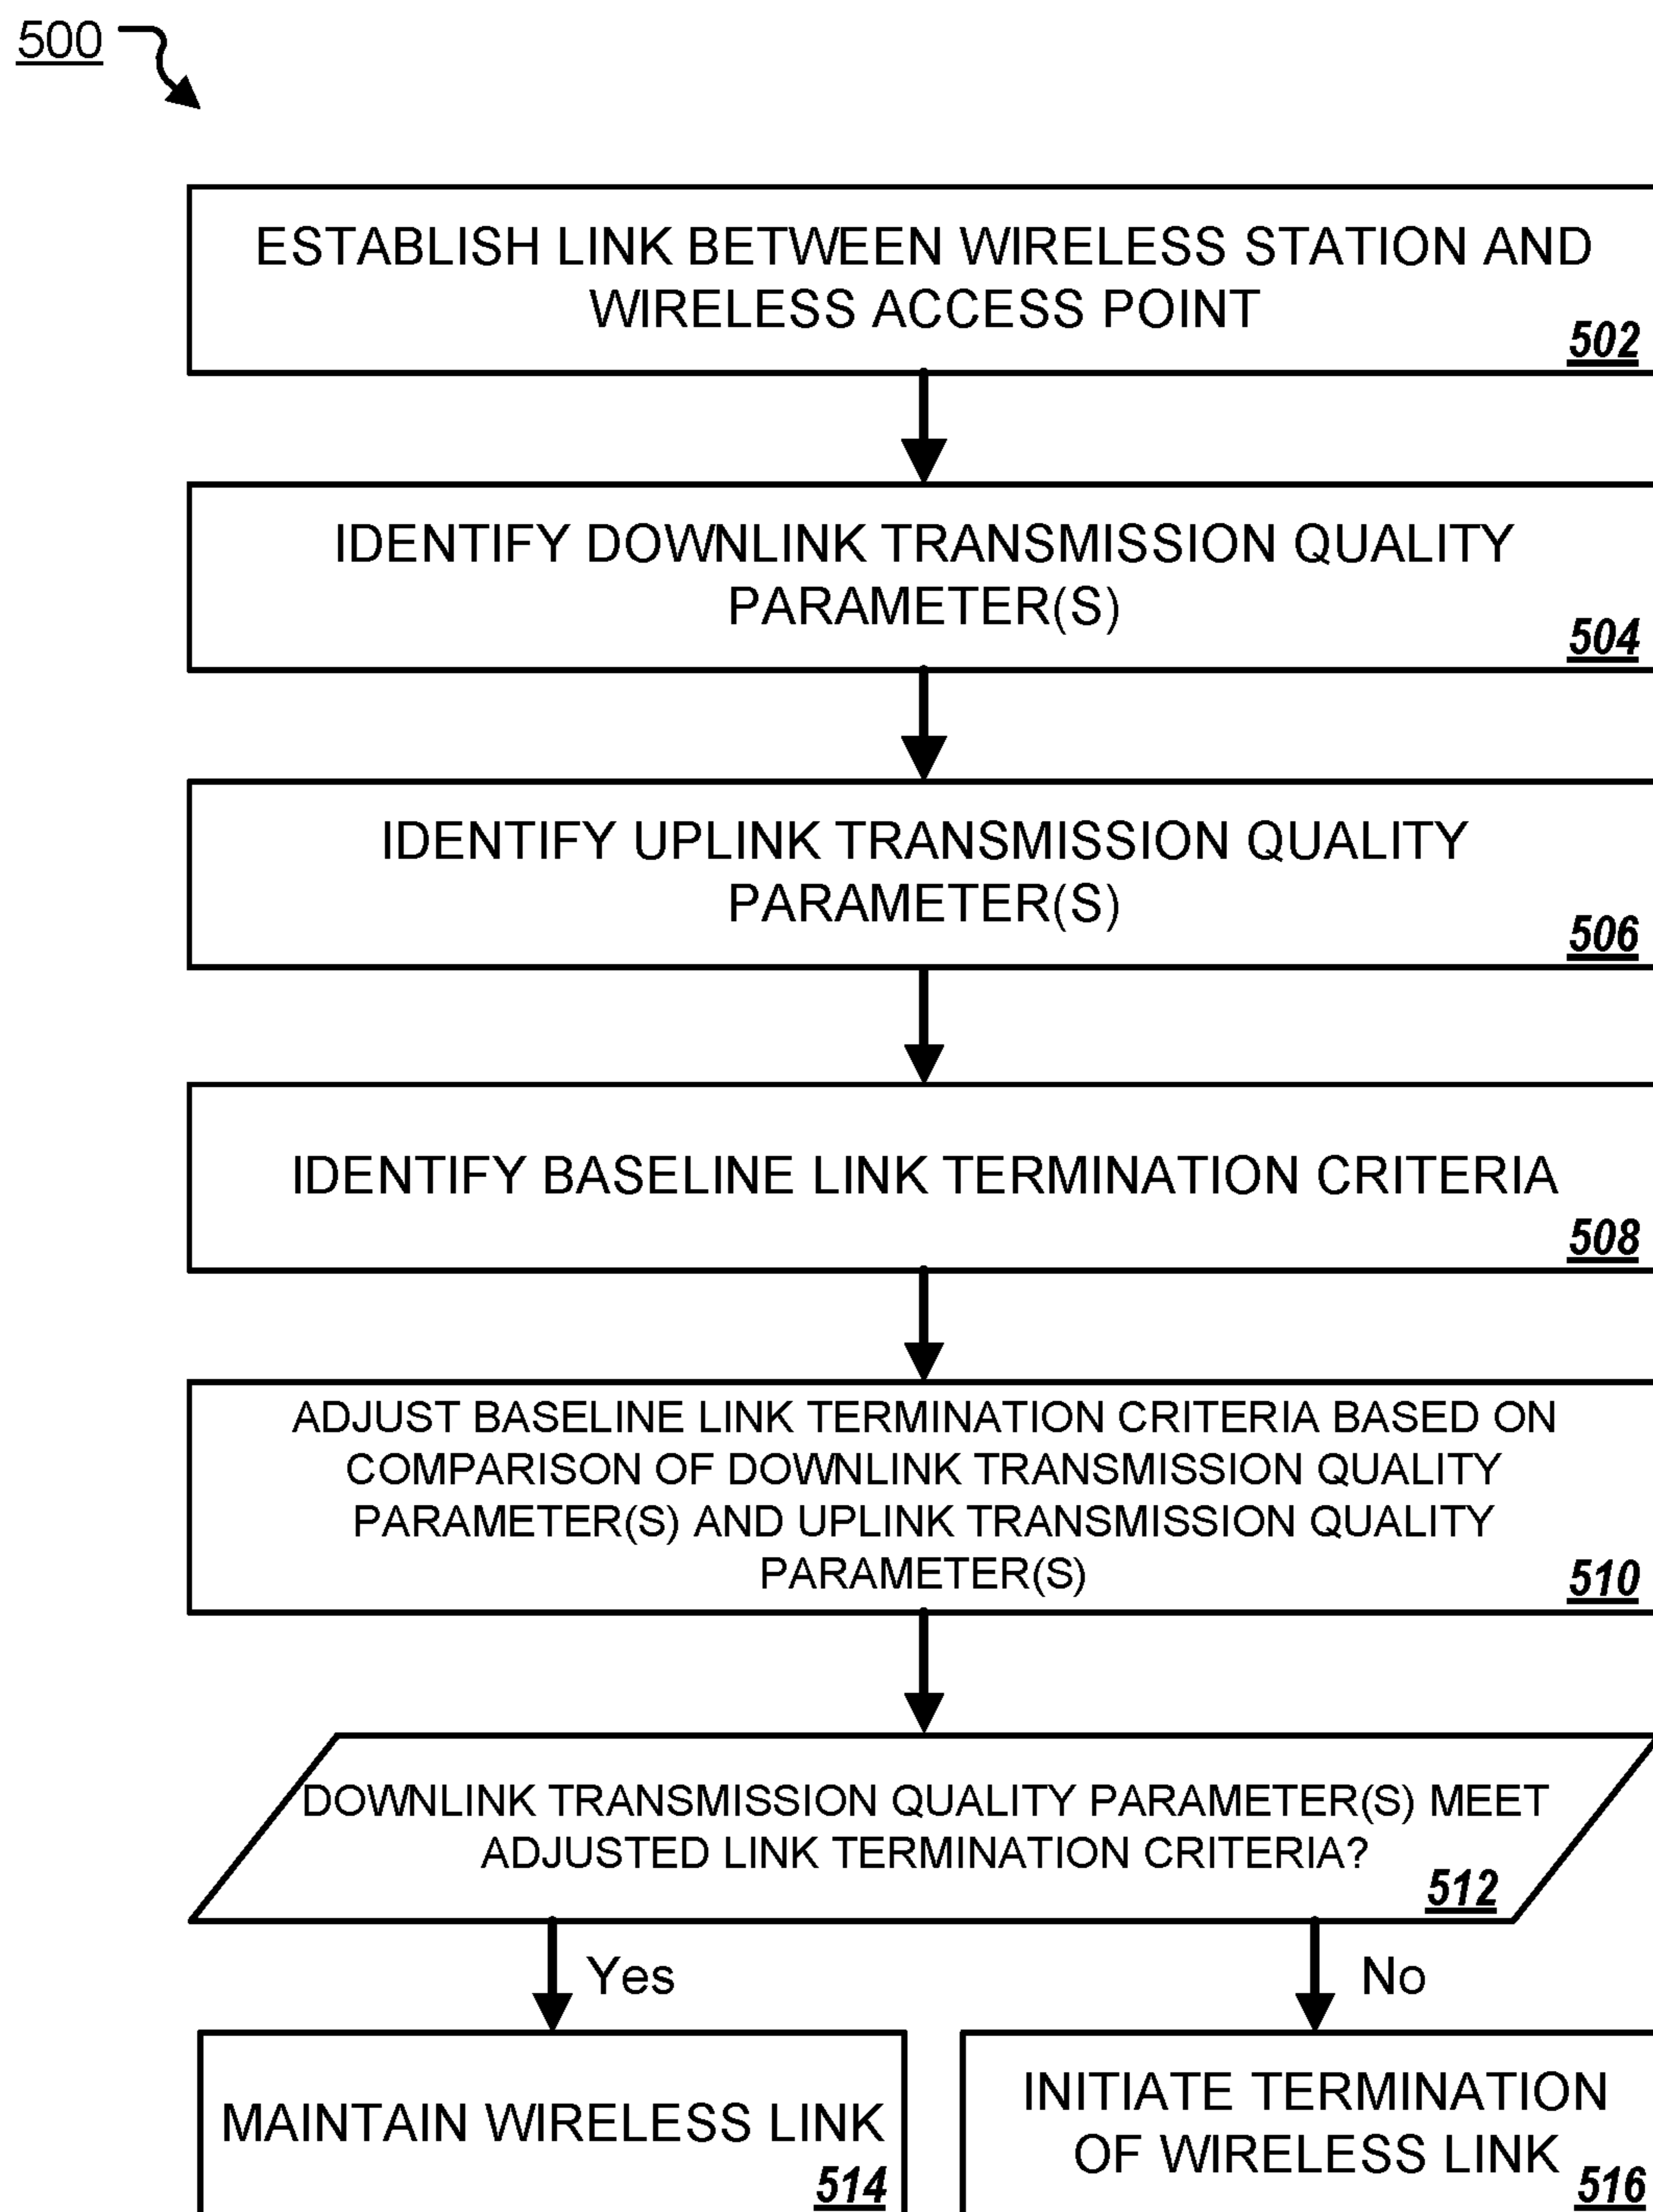 500
ESTABLISH LINK BETWEEN WIRELESS STATION AND
WIRELESS ACCESS POINT
502
IDENTIFY DOWNLINK TRANSMISSION QUALITY
PARAMETER(S)
504
IDENTIFY UPLINK TRANSMISSION QUALITY
PARAMETER(S)
506
IDENTIFY BASELINE LINK TERMINATION CRITERIA
508
ADJUST BASELINE LINK TERMINATION CRITERIA BASED ON
COMPARISON OF DOWNLINK TRANSMISSION QUALITY
PARAMETER(S) AND UPLINK TRANSMISSION QUALITY
PARAMETER(S)
510
DOWNLINK TRANSMISSION QUALITY PARAMETER(S) MEET
ADJUSTED LINK TERMINATION CRITERIA?
512
Yes
No
MAINTAIN WIRELESS LINK
514
INITIATE TERMINATION
OF WIRELESS LINK
516